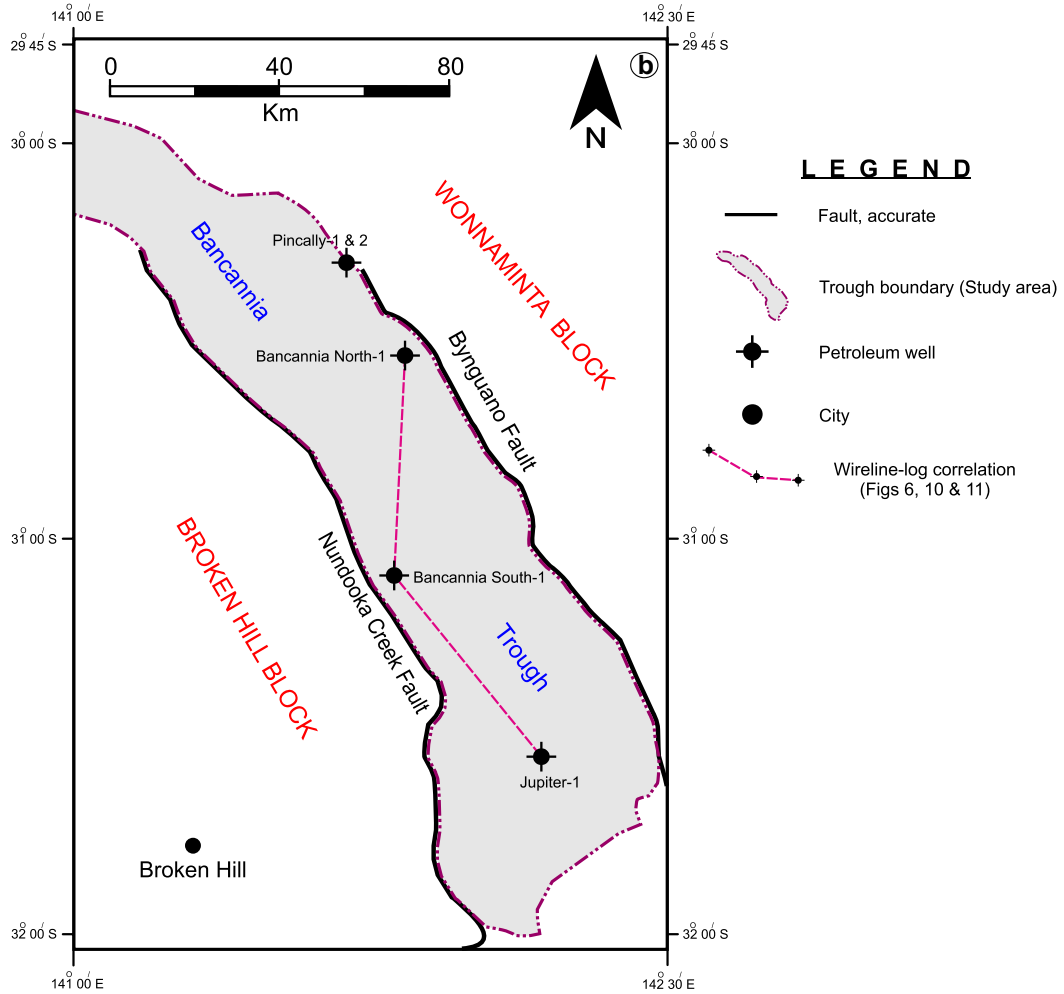 141° 00′ E
142° 30′ E
29° 45′ S
29° 45′ S
0
40
80
Km
b
N
30° 00′ S
30° 00′ S
L E G E N D
Fault, accurate
Trough boundary (Study area)
Petroleum well
City
Wireline-log correlation
(Figs 6, 10 & 11)
WONNAMINTA BLOCK
Bancannia
Pincally-1 & 2
Bancannia North-1
Bynguano Fault
31° 00′ S
31° 00′ S
BROKEN HILL BLOCK
Nundooka Creek Fault
Bancannia South-1
Trough
Jupiter-1
Broken Hill
32° 00′ S
32° 00′ S
141° 00′ E
142° 30′ E